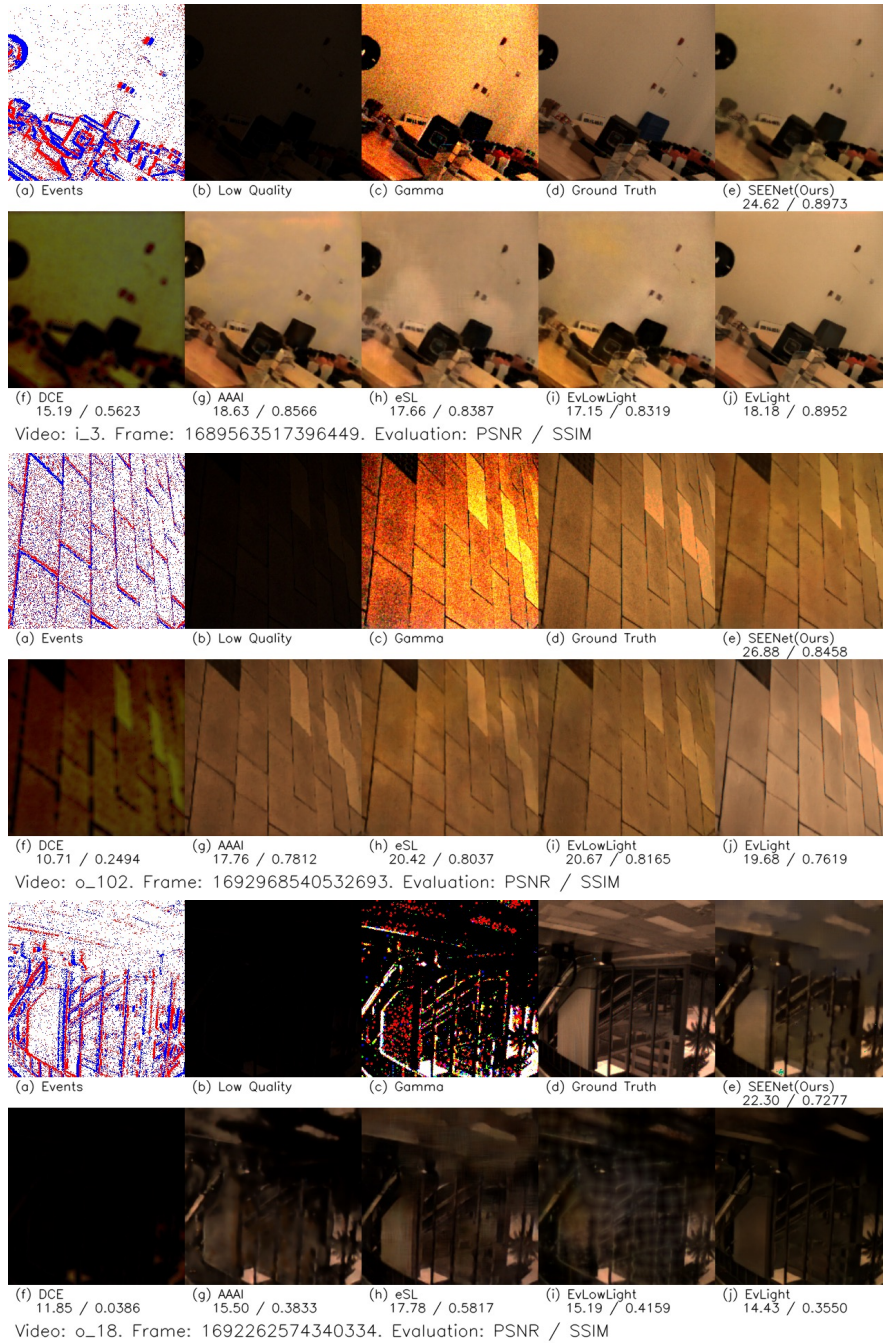 (a) Events
(b) Low Quality
(c) Gamma
(d) Ground Truth
(e) SEENet(Ours)
24.62 / 0.8973
(f) DCE
15.19 / 0.5623
(g) AAAI
18.63 / 0.8566
(h) eSL
17.66 / 0.8387
(i) EvLowLight
17.15 / 0.8319
(j) EvLight
18.18 / 0.8952
Video: i_3. Frame: 1689563517396449. Evaluation: PSNR / SSIM
(a) Events
(b) Low Quality
(c) Gamma
(d) Ground Truth
(e) SEENet(Ours)
26.88 / 0.8458
(f) DCE
10.71 / 0.2494
(g) AAAI
17.76 / 0.7812
(h) eSL
20.42 / 0.8037
(i) EvLowLight
20.67 / 0.8165
(j) EvLight
19.68 / 0.7619
Video: o_102. Frame: 1692968540532693. Evaluation: PSNR / SSIM
(a) Events
(b) Low Quality
(c) Gamma
(d) Ground Truth
(e) SEENet(Ours)
22.30 / 0.7277
(f) DCE
11.85 / 0.0386
(g) AAAI
15.50 / 0.3833
(h) eSL
17.78 / 0.5817
(i) EvLowLight
15.19 / 0.4159
(j) EvLight
14.43 / 0.3550
Video: o_18. Frame: 1692262574340334. Evaluation: PSNR / SSIM